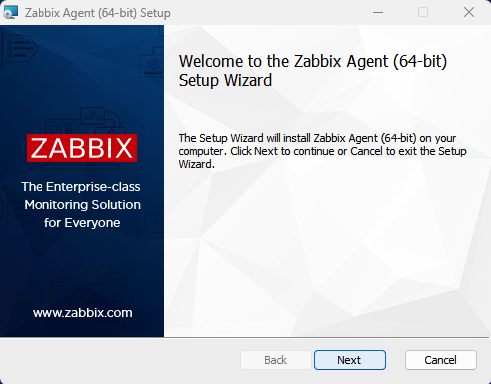 Zabbix Agent (64-bit) Setup
Welcome to the Zabbix Agent (64-bit)
Setup Wizard
ZABBIX
The Enterprise-class
Monitoring Solution
for Everyone
www.zabbix.com
The Setup Wizard will install Zabbix Agent (64-bit) on your
computer. Click Next to continue or Cancel to exit the Setup
Wizard.
Back
Next
Cancel